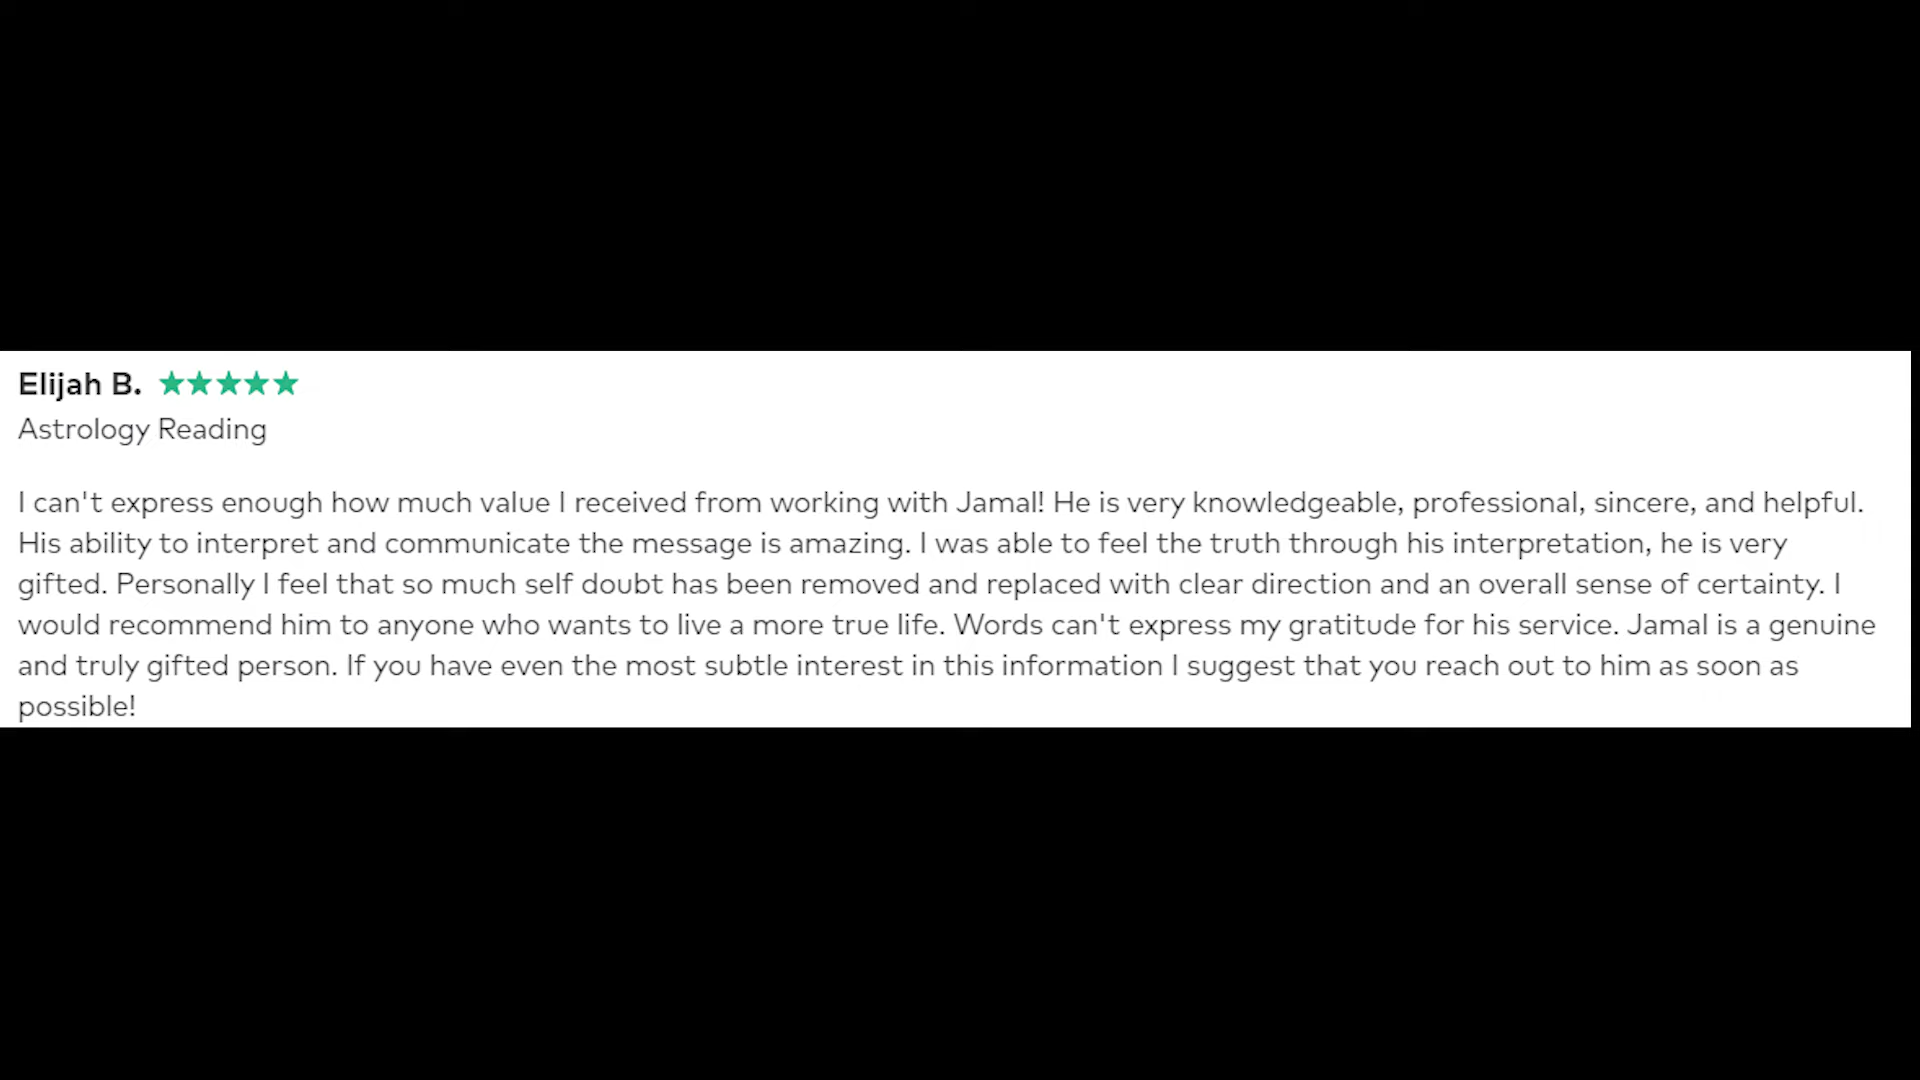 Elijah B. ★★★★★
Astrology Reading
I can't express enough how much value I received from working with Jamal! He is very knowledgeable, professional, sincere, and helpful.
His ability to interpret and communicate the message is amazing. I was able to feel the truth through his interpretation, he is very
gifted. Personally I feel that so much self doubt has been removed and replaced with clear direction and an overall sense of certainty. I
would recommend him to anyone who wants to live a more true life. Words can't express my gratitude for his service. Jamal is a genuine
and truly gifted person. If you have even the most subtle interest in this information I suggest that you reach out to him as soon as
possible!